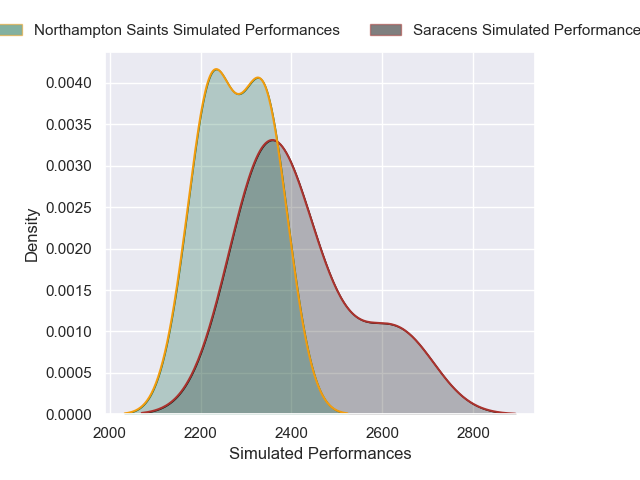 Northampton Saints Simulated Performances
Saracens Simulated Performance
0.0040
0.0035
0.0030
0.0025
0.0020
0.0015
0.0010
0.0005
0.0000
Density
2000 2200 2400 2600 2800
Simulated Performances